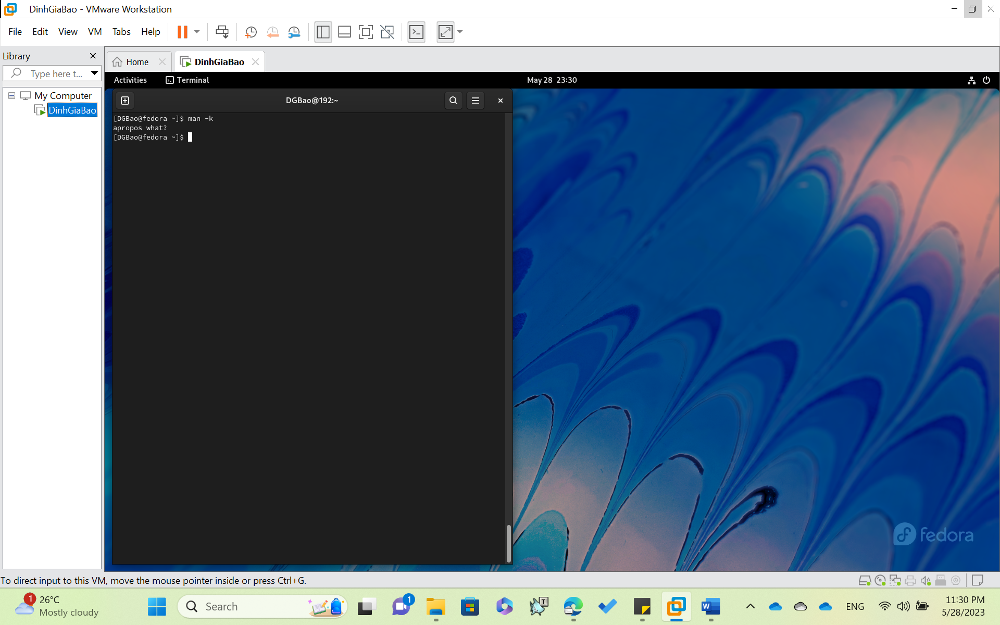 DinhGiaBao - VMware Workstation
File Edit View VM Tabs Help
Library
Type here t...
My Computer
DinhGiaBao
Home
DinhGiaBao
Activities
Terminal
May 28 23:30
DGBao@192:~
[DGBao@fedora ~]$ man -k
apropos what?
[DGBao@fedora ~]$
fedora
To direct input to this VM, move the mouse pointer inside or press Ctrl+G.
1
26°C
Mostly cloudy
Search
1
T
W
ENG
11:30 PM
5/28/2023